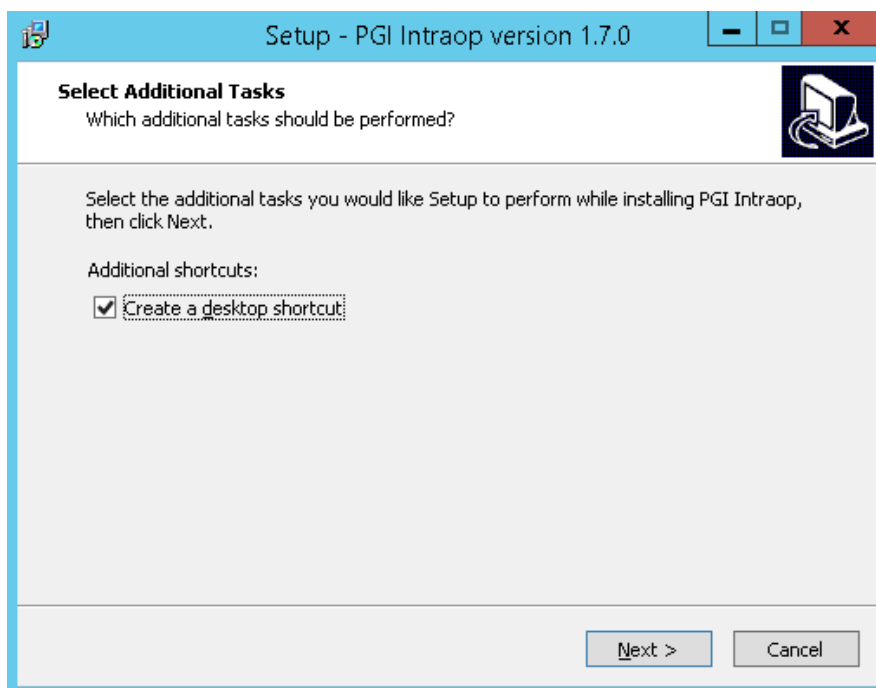 Setup - PGI Intraop version 1.7.0
Select Additional Tasks
Which additional tasks should be performed?
Select the additional tasks you would like Setup to perform while installing PGI Intraop,
then click Next.
Additional shortcuts:
Create a desktop shortcut
Next >
Cancel